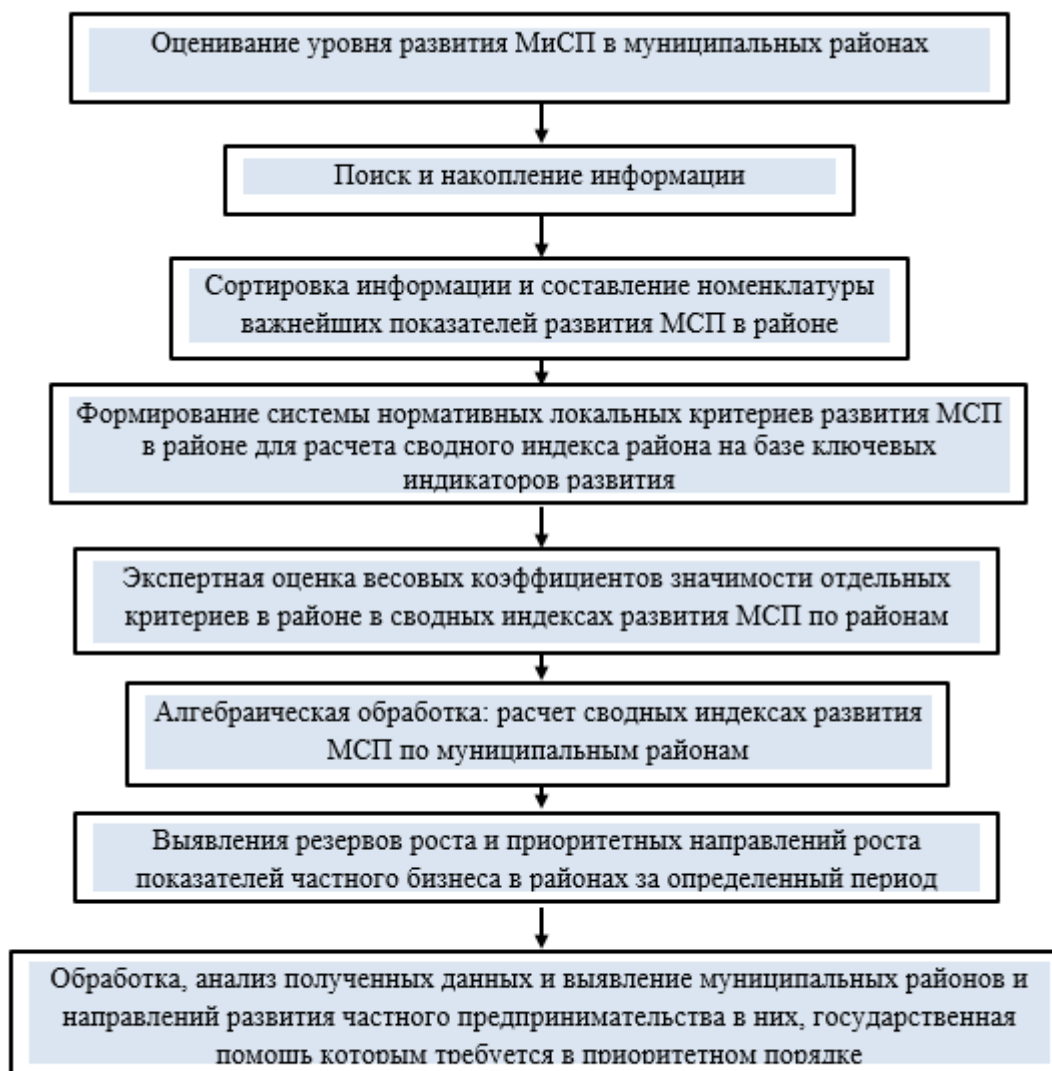 Оценивание уровня развития МиСП в муниципальных районах
Поиск и накопление информации
Сортировка информации и составление номенклатуры
важнейших показателей развития МСП в районе
Формирование системы нормативных локальных критериев развития МСП
в районе для расчета сводного индекса района на базе ключевых
индикаторов развития
Экспертная оценка весовых коэффициентов значимости отдельных
критериев в районе в сводных индексах развития МСП по районам
Алгебраическая обработка: расчет сводных индексах развития
МСП по муниципальным районам
Выявления резервов роста и приоритетных направлений роста
показателей частного бизнеса в районах за определенный период
Обработка, анализ полученных данных и выявление муниципальных районов и
направлений развития частного предпринимательства в них, государственная
помощь которым требуется в приоритетном порядке